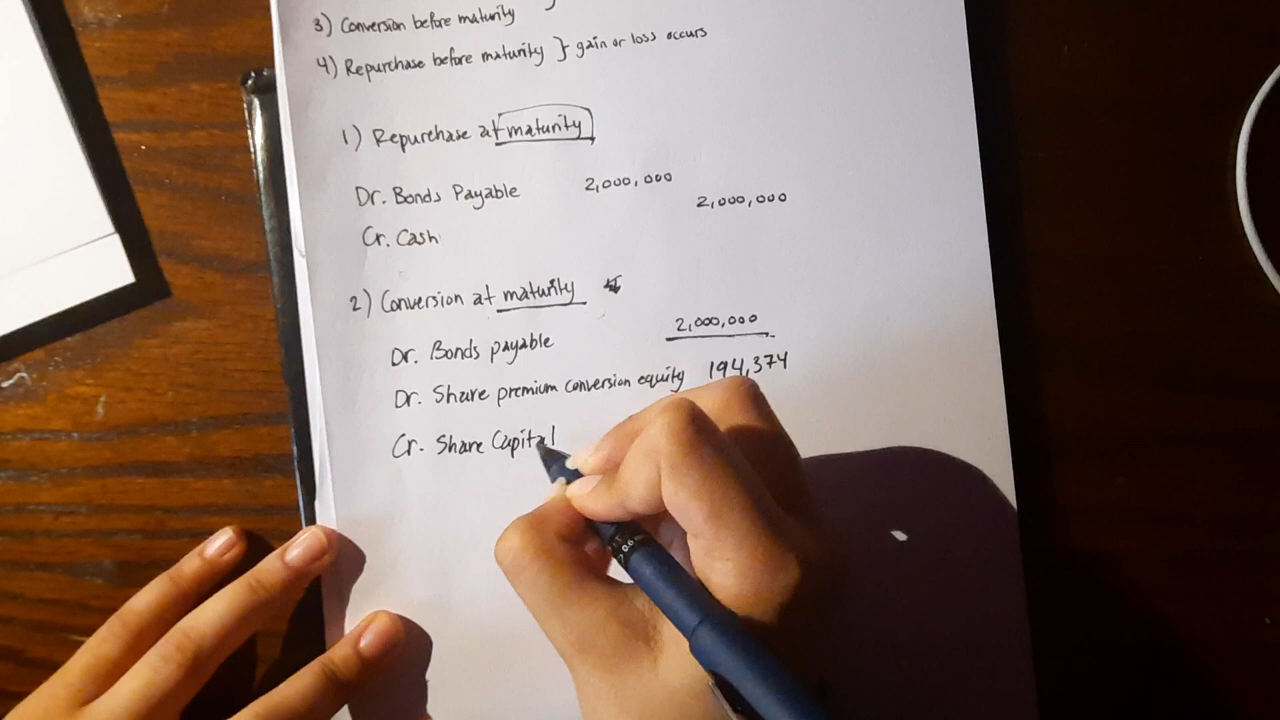 3) Conversion before maturity }
4) Repurchase before maturity } gain or loss occurs
1) Repurchase at maturity
Dr. Bonds Payable 2,000,000
2,000,000
Cr. Cash
2) Conversion at maturity
2,000,000
Dr. Bonds payable
Dr. Share premium conversion equity 194,374
Cr. Share Capital